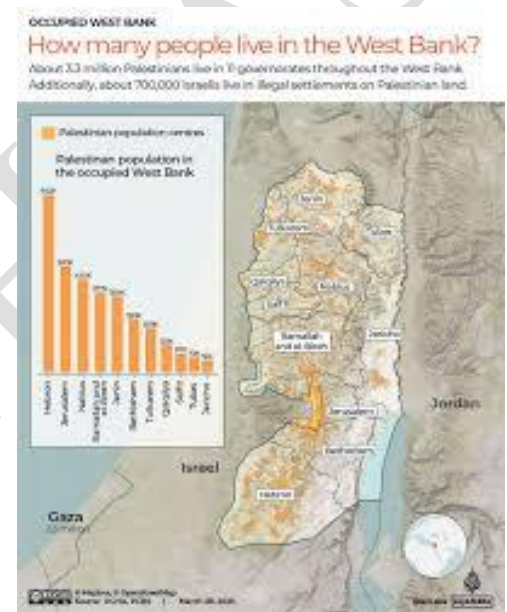 OCCUPIED WEST BANK
How many people live in the West Bank?
About 3.3 million Palestinians live in 11 governorates throughout the West Bank
Additionally, about 700,000 Israelis live in illegal settlements on Palestinian land.
Palestinian population centres
Palestinian population in
the occupied West Bank
Hebron
Jerusalem
Nablus
Ramallah and
al-Bireh
Jenin
Bethlehem
Tulkarem
Qalqilya
Salfit
Tubas
Jericho
Jenin
Tulkarem
Tubas
Qalqilya
Nablus
Salfit
Ramallah
and al-Bireh
Jericho
Jerusalem
Bethlehem
Hebron
Jordan
Israel
Gaza
Source: OCHA, PCBS
ALJAZEERA